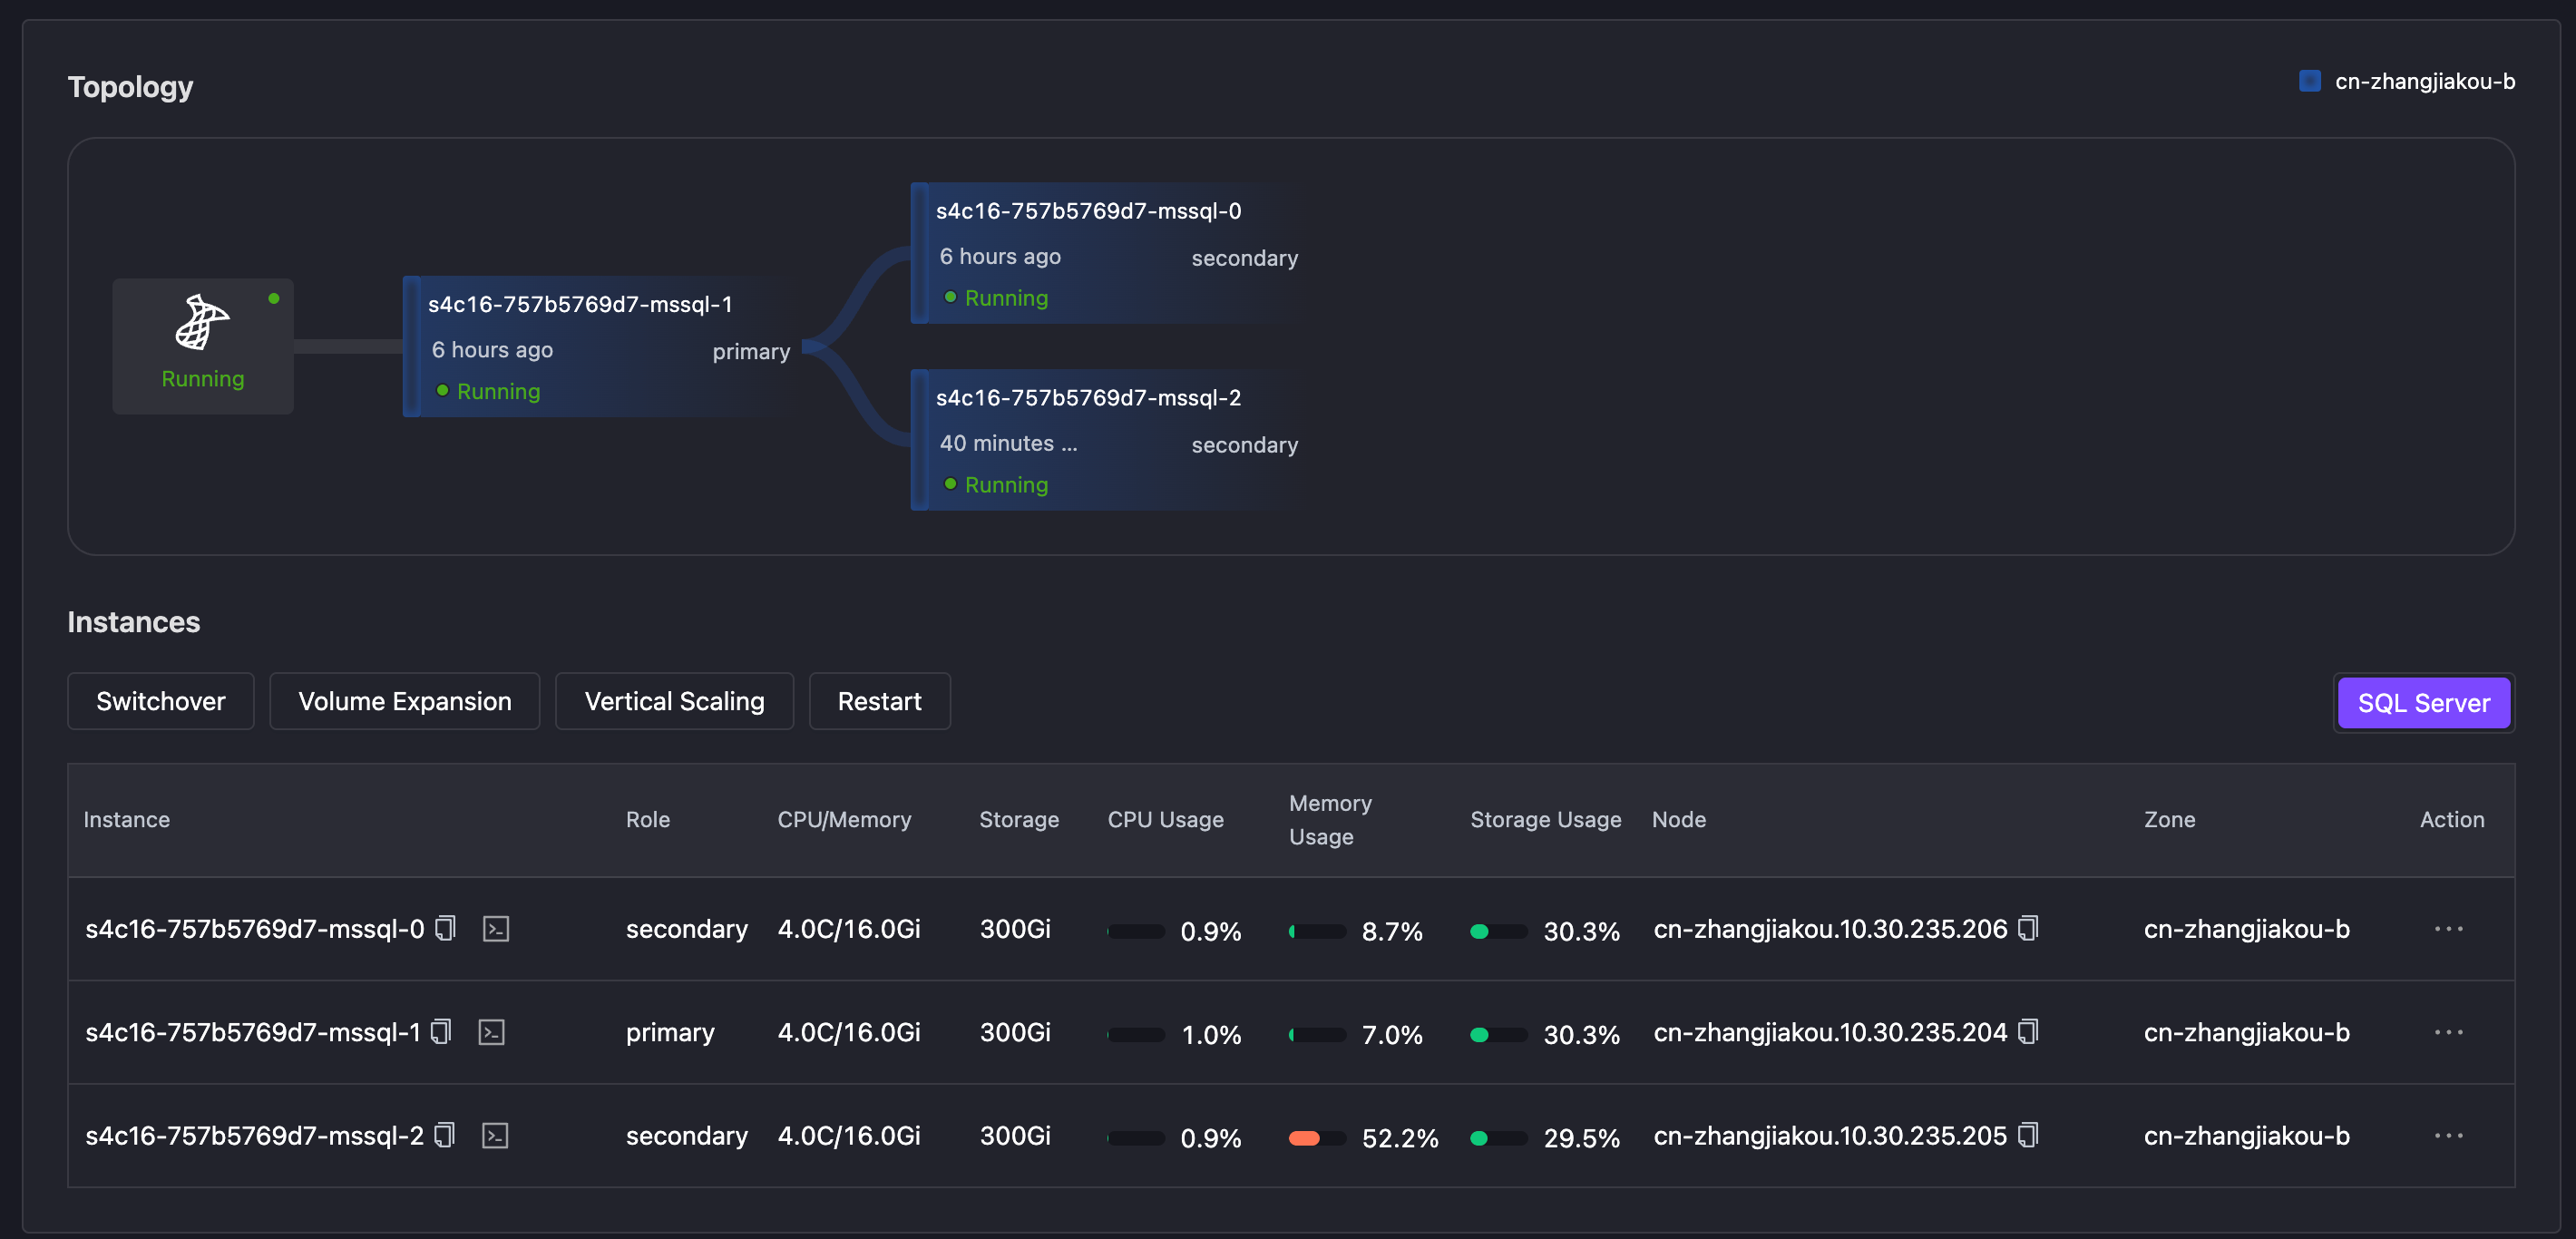 Topology
cn-zhangjiakou-b
s4c16-757b5769d7-mssql-0
6 hours ago
secondary
Running
Running
s4c16-757b5769d7-mssql-1
6 hours ago
primary
Running
s4c16-757b5769d7-mssql-2
40 minutes ...
secondary
Running
Instances
Switchover
Volume Expansion
Vertical Scaling
Restart
SQL Server
Instance Role CPU/Memory Storage CPU Usage Memory Usage Storage Usage Node Zone Action
s4c16-757b5769d7-mssql-0 secondary 4.0C/16.0Gi 300Gi 0.9% 8.7% 30.3% cn-zhangjiakou.10.30.235.206 cn-zhangjiakou-b
s4c16-757b5769d7-mssql-1 primary 4.0C/16.0Gi 300Gi 1.0% 7.0% 30.3% cn-zhangjiakou.10.30.235.204 cn-zhangjiakou-b
s4c16-757b5769d7-mssql-2 secondary 4.0C/16.0Gi 300Gi 0.9% 52.2% 29.5% cn-zhangjiakou.10.30.235.205 cn-zhangjiakou-b